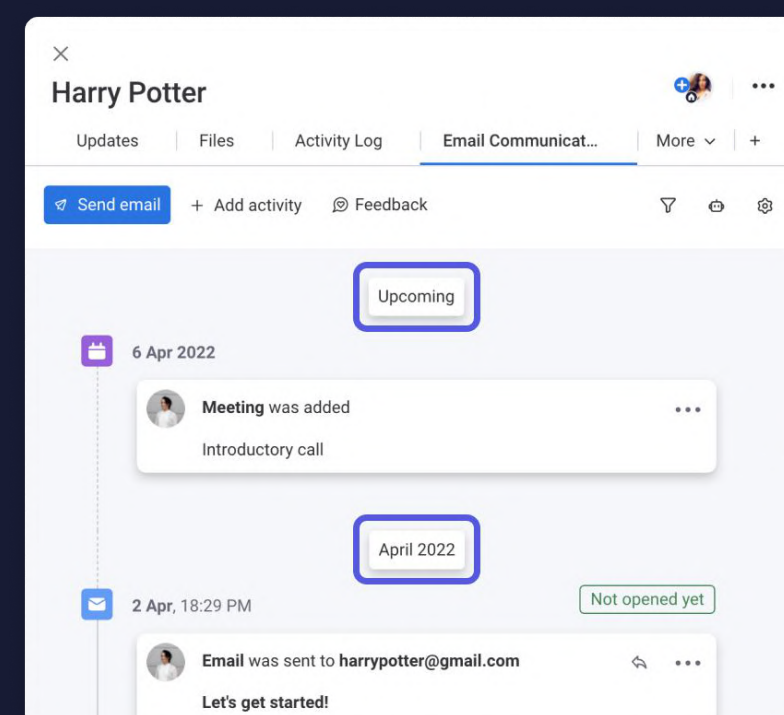 Harry Potter
Updates
Files
Activity Log
Email Communicat...
More
Send email
+ Add activity
Feedback
Upcoming
6 Apr 2022
Meeting was added
Introductory call
April 2022
2 Apr, 18:29 PM
Not opened yet
Email was sent to harrypotter@gmail.com
Let's get started!